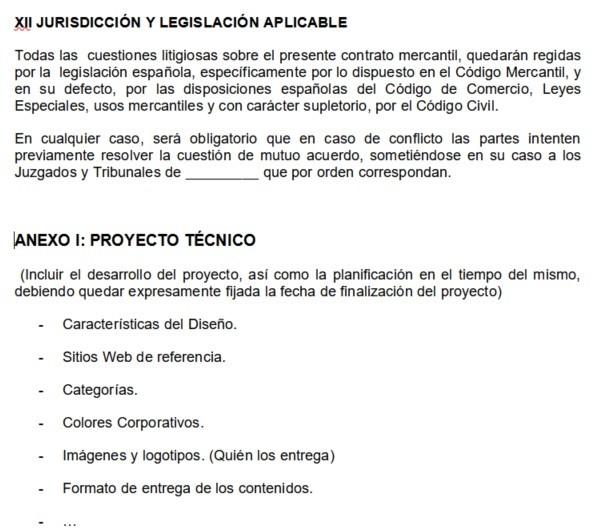 XII JURISDICCIÓN Y LEGISLACIÓN APLICABLE
Todas las cuestiones litigiosas sobre el presente contrato mercantil, quedarán regidas
por la legislación española, específicamente por lo dispuesto en el Código Mercantil, y
en su defecto, por las disposiciones españolas del Código de Comercio, Leyes
Especiales, usos mercantiles y con carácter supletorio, por el Código Civil.
En cualquier caso, será obligatorio que en caso de conflicto las partes intenten
previamente resolver la cuestión de mutuo acuerdo, sometiéndose en su caso a los
Juzgados y Tribunales de _________ que por orden correspondan.
ANEXO I: PROYECTO TÉCNICO
(Incluir el desarrollo del proyecto, así como la planificación en el tiempo del mismo,
debiendo quedar expresamente fijada la fecha de finalización del proyecto)
- Características del Diseño.
- Sitios Web de referencia.
- Categorías.
- Colores Corporativos.
- Imágenes y logotipos. (Quién los entrega)
- Formato de entrega de los contenidos.
- ...